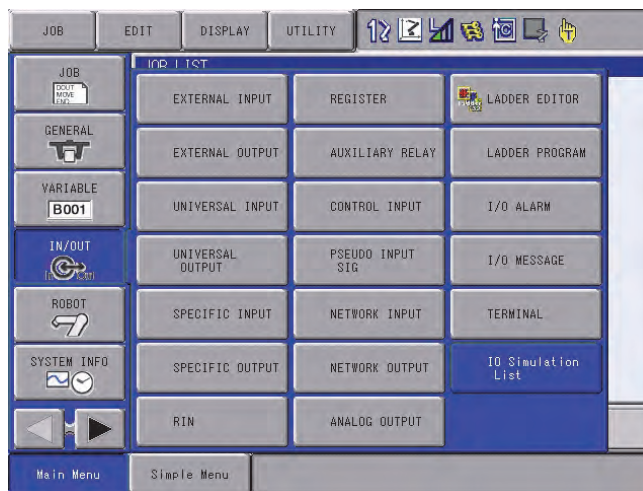 JOB
EDIT
DISPLAY
UTILITY
JOB LIST
JOB
DOUT
MOVE
END
GENERAL
VARIABLE
B001
IN/OUT
In Out
ROBOT
SYSTEM INFO
EXTERNAL INPUT
EXTERNAL OUTPUT
UNIVERSAL INPUT
UNIVERSAL
OUTPUT
SPECIFIC INPUT
SPECIFIC OUTPUT
RIN
REGISTER
AUXILIARY RELAY
CONTROL INPUT
PSEUDO INPUT
SIG
NETWORK INPUT
NETWORK OUTPUT
ANALOG OUTPUT
LADDER EDITOR
LADDER PROGRAM
I/O ALARM
I/O MESSAGE
TERMINAL
IO Simulation
List
Main Menu
Simple Menu